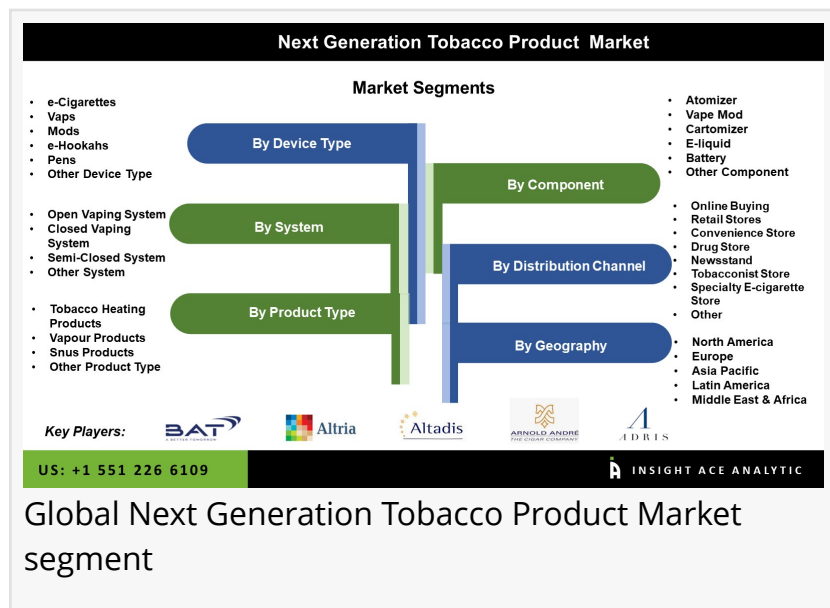 Next Generation Tobacco Product Market
Market Segments
e-Cigarettes
Vaps
Mods
e-Hookahs
Pens
Other Device Type
By Device Type
Open Vaping System
Closed Vaping
System
Semi-Closed System
Other System
By System
Tobacco Heating
Products
Vapour Products
Snus Products
Other Product Type
By Product Type
Atomizer
Vape Mod
Cartomizer
E-liquid
Battery
Other Component
By Component
Online Buying
Retail Stores
Convenience Store
Drug Store
Newsstand
Tobacconist Store
Specialty E-cigarette
Store
Other
By Distribution Channel
North America
Europe
Asia Pacific
Latin America
Middle East & Africa
By Geography
Key Players:
BAT
A BETTER TOMORROW
Altria
Altadis
ARNOLD ANDRÉ
THE CIGAR COMPANY
A
ADRIS
US: +1 551 226 6109
INSIGHT ACE ANALYTIC
Global Next Generation Tobacco Product Market
segment